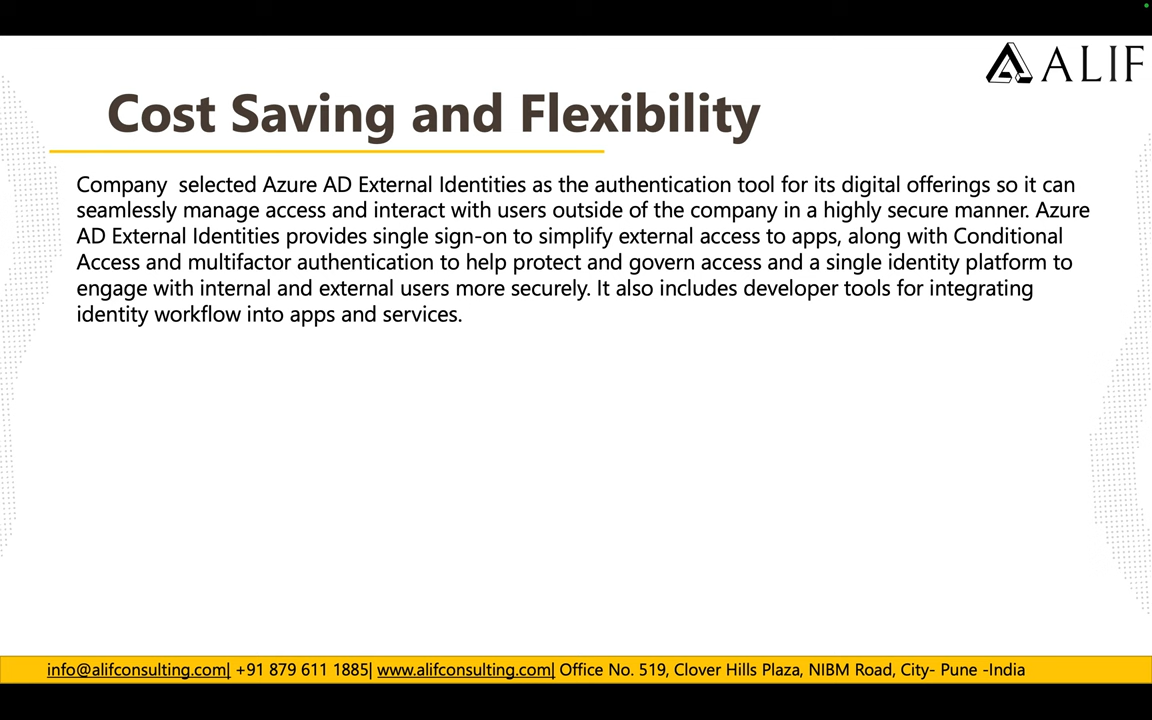 ALIF
Cost Saving and Flexibility
Company  selected Azure AD External Identities as the authentication tool for its digital offerings so it can
seamlessly manage access and interact with users outside of the company in a highly secure manner. Azure
AD External Identities provides single sign-on to simplify external access to apps, along with Conditional
Access and multifactor authentication to help protect and govern access and a single identity platform to
engage with internal and external users more securely. It also includes developer tools for integrating
identity workflow into apps and services.
info@alifconsulting.com| +91 879 611 1885| www.alifconsulting.com| Office No. 519, Clover Hills Plaza, NIBM Road, City- Pune -India